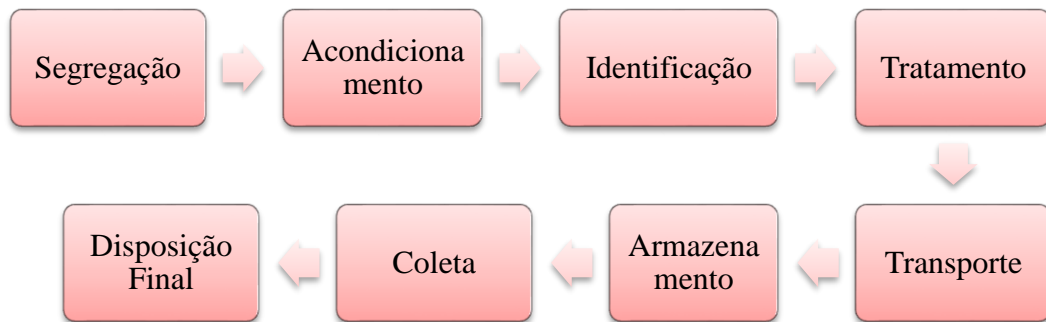 Segregação
Acondiciona
mento
Identificação
Tratamento
Transporte
Armazena
mento
Coleta
Disposição
Final